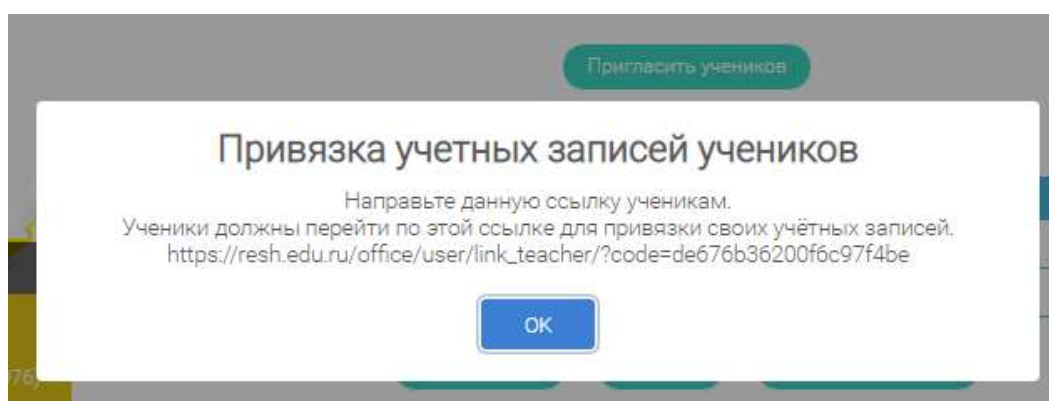 Пригласить учеников
Привязка учетных записей учеников
Направьте данную ссылку ученикам.
Ученики должны перейти по этой ссылке для привязки своих учётных записей.
https://resh.edu.ru/office/user/link_teacher/?code=de676b36200f6c97f4be
ОК